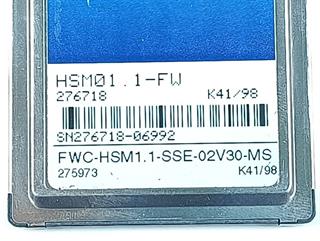 HSM01.1-FW
276718 K41/98
SN276718-06992
FWC-HSM1.1-SSE-02V30-MS
275973 K41/98